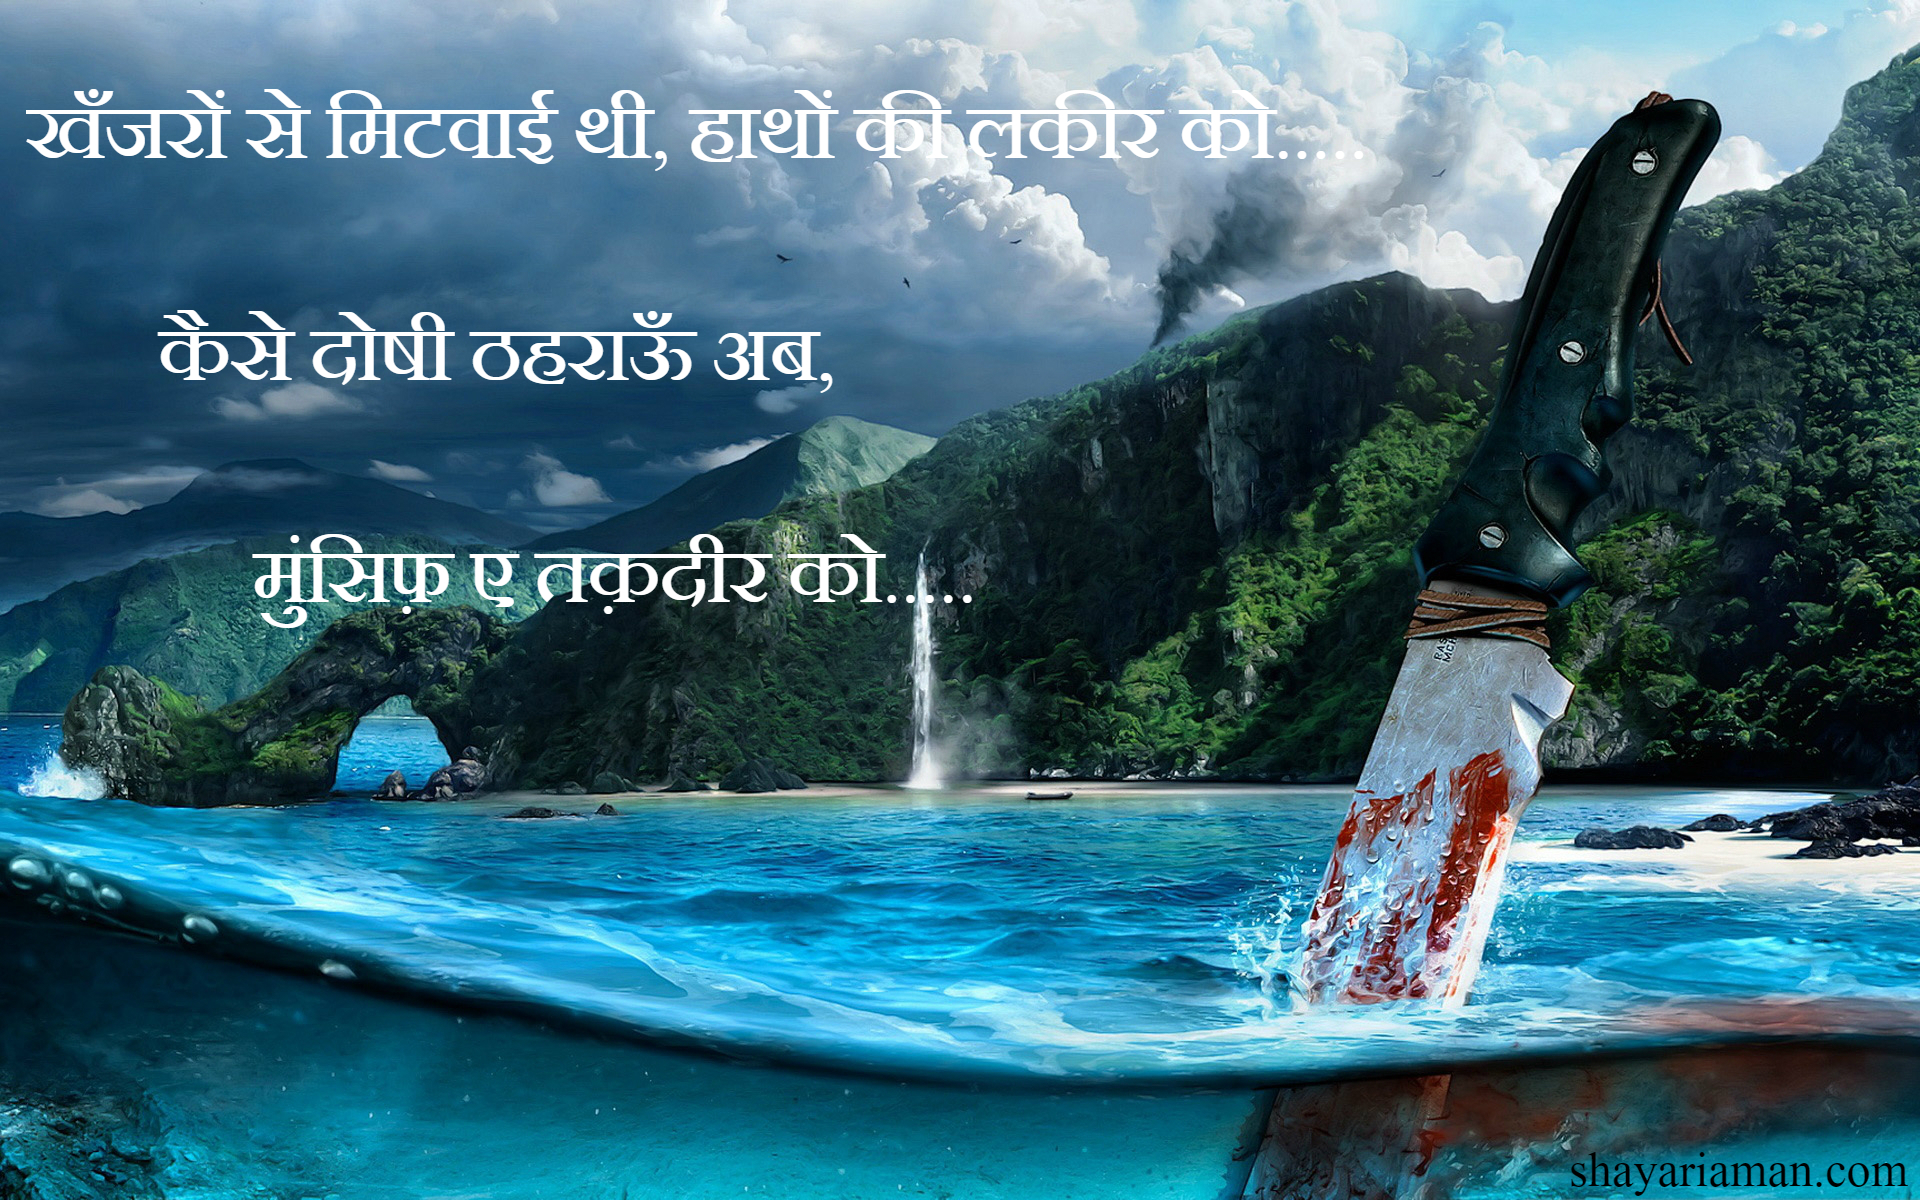 खँजरों से मिटवाई थी, हाथों की लकीर को.....
कैसे दोषी ठहराऊँ अब,
मुंसिफ़ ए तक़दीर को.....
shayariaman.com